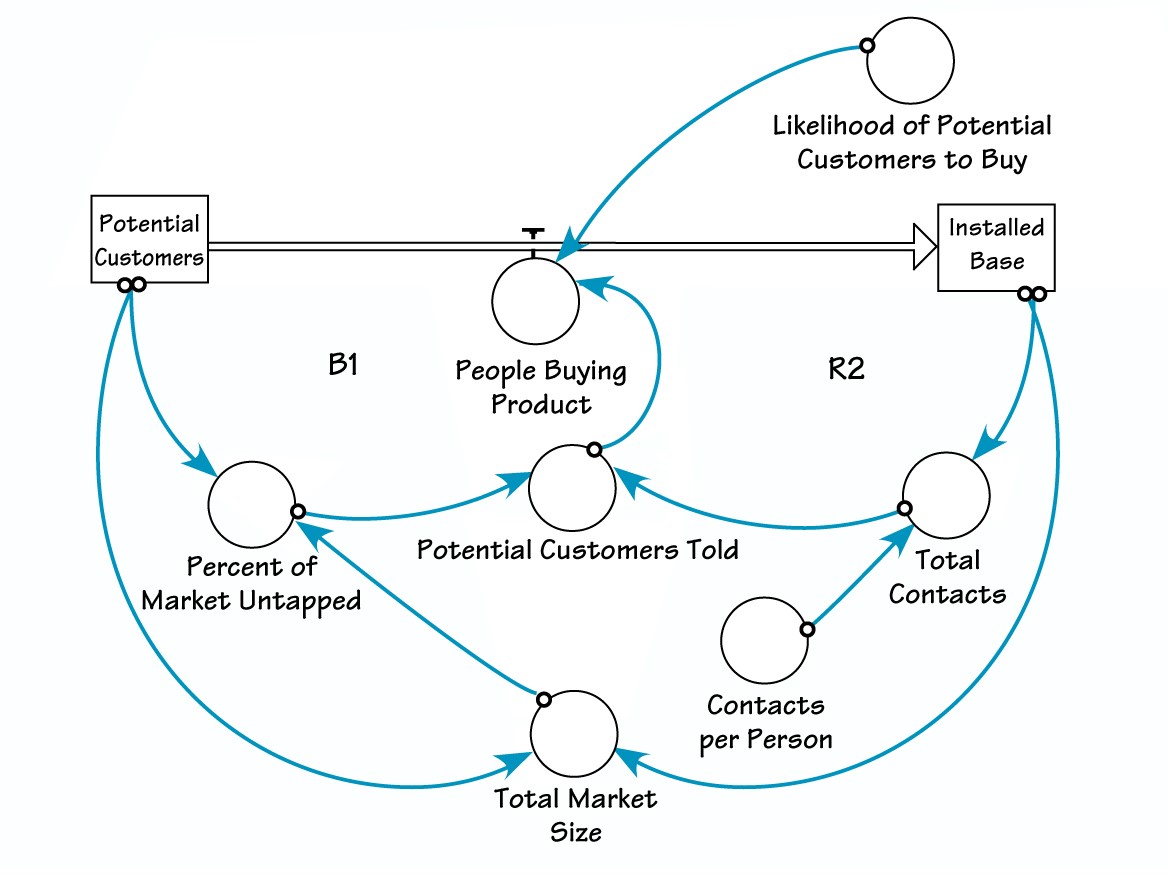 Likelihood of Potential
Customers to Buy
Potential
Customers
Installed
Base
B1
People Buying
Product
R2
Potential Customers Told
Percent of
Market Untapped
Total
Contacts
Contacts
per Person
Total Market
Size